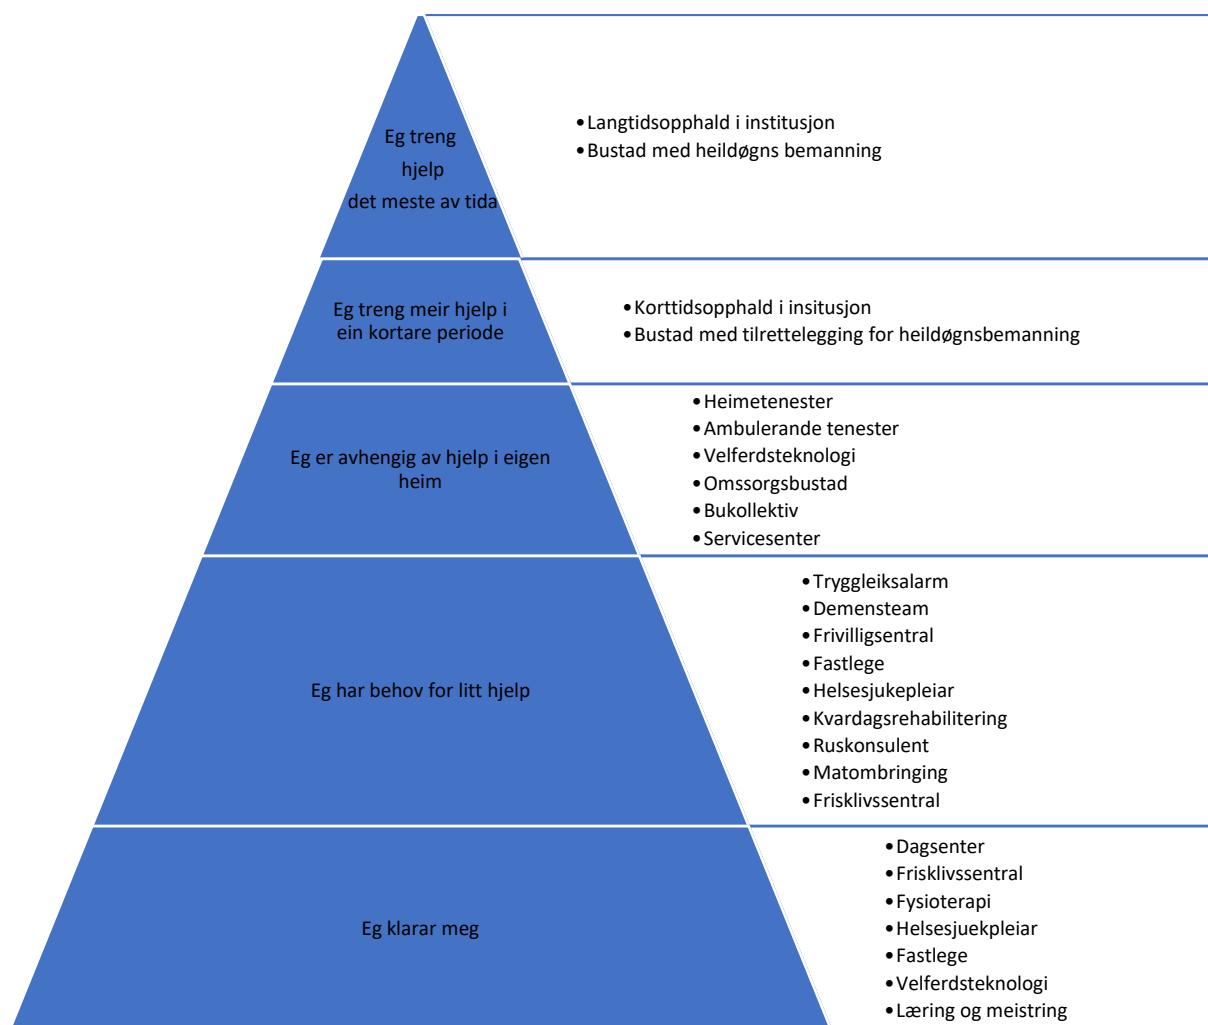 Eg treng
hjelp
det meste av tida
•Langtidsopphald i institusjon
•Bustad med heildøgns bemanning
Eg treng meir hjelp i
ein kortare periode
•Korttidsopphald i insitusjon
•Bustad med tilrettelegging for heildøgnsbemanning
Eg er avhengig av hjelp i eigen
heim
•Heimetenester
•Ambulerande tenester
•Velferdsteknologi
•Omssorgsbustad
•Bukollektiv
•Servicesenter
Eg har behov for litt hjelp
•Tryggleiksalarm
•Demensteam
•Frivilligsentral
•Fastlege
•Helsesjukepleiar
•Kvardagsrehabilitering
•Ruskonsulent
•Matombringing
•Frisklivssentral
Eg klarar meg
•Dagsenter
•Frisklivssentral
•Fysioterapi
•Helsesjuekpleiar
•Fastlege
•Velferdsteknologi
•Læring og meistring